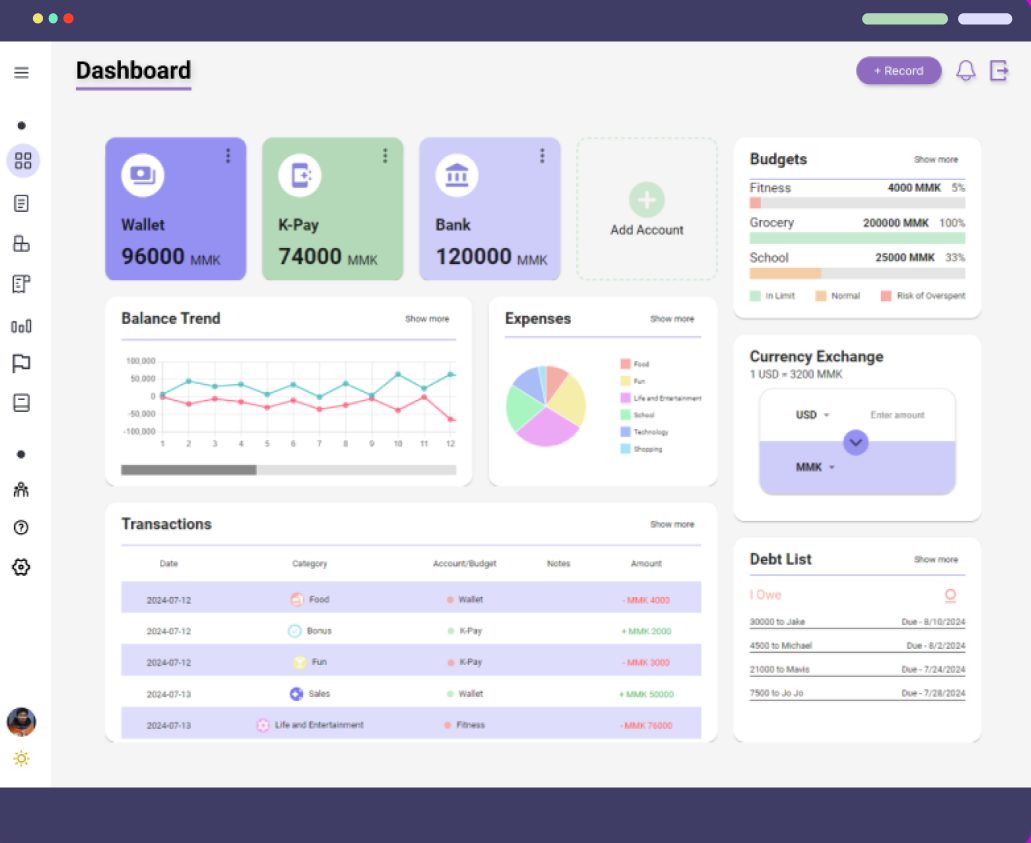 Dashboard
+ Record
Wallet
96000 MMK
K-Pay
74000 MMK
Bank
120000 MMK
Add Account
Budgets
Show more
Fitness 4000 MMK 5%
Grocery 200000 MMK 100%
School 25000 MMK 33%
In Limit Normal Risk of Overspent
Balance Trend
Show more
100,000
50,000
0
-50,000
-100,000
1 2 3 4 5 6 7 8 9 10 11 12
Expenses
Show more
Food
Fun
Life and Entertainment
School
Technology
Shopping
Currency Exchange
1 USD = 3200 MMK
USD Enter amount
MMK
Transactions
Show more
Date Category Account/Budget Notes Amount
2024-07-12 Food Wallet - MMK 4000
2024-07-12 Bonus K-Pay + MMK 2000
2024-07-12 Fun K-Pay - MMK 3000
2024-07-13 Sales Wallet + MMK 50000
2024-07-13 Life and Entertainment Fitness - MMK 76000
Debt List
Show more
I Owe
30000 to Jake Due - 8/10/2024
4500 to Michael Due - 8/2/2024
21000 to Mavis Due - 7/24/2024
7500 to Jo Jo Due - 7/28/2024